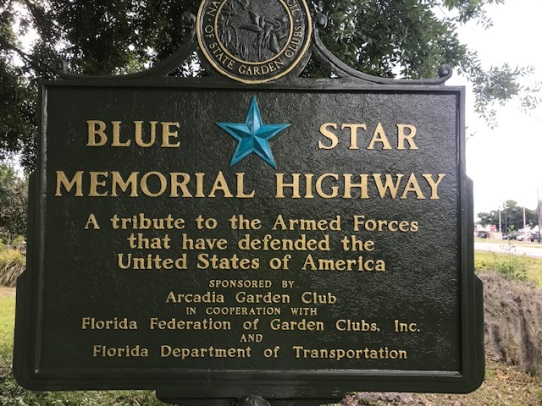 OF STATE GARDEN CLUBS
BLUE STAR
MEMORIAL HIGHWAY
A tribute to the Armed Forces
that have defended the
United States of America
SPONSORED BY
Arcadia Garden Club
IN COOPERATION WITH
Florida Federation of Garden Clubs, Inc.
AND
Florida Department of Transportation